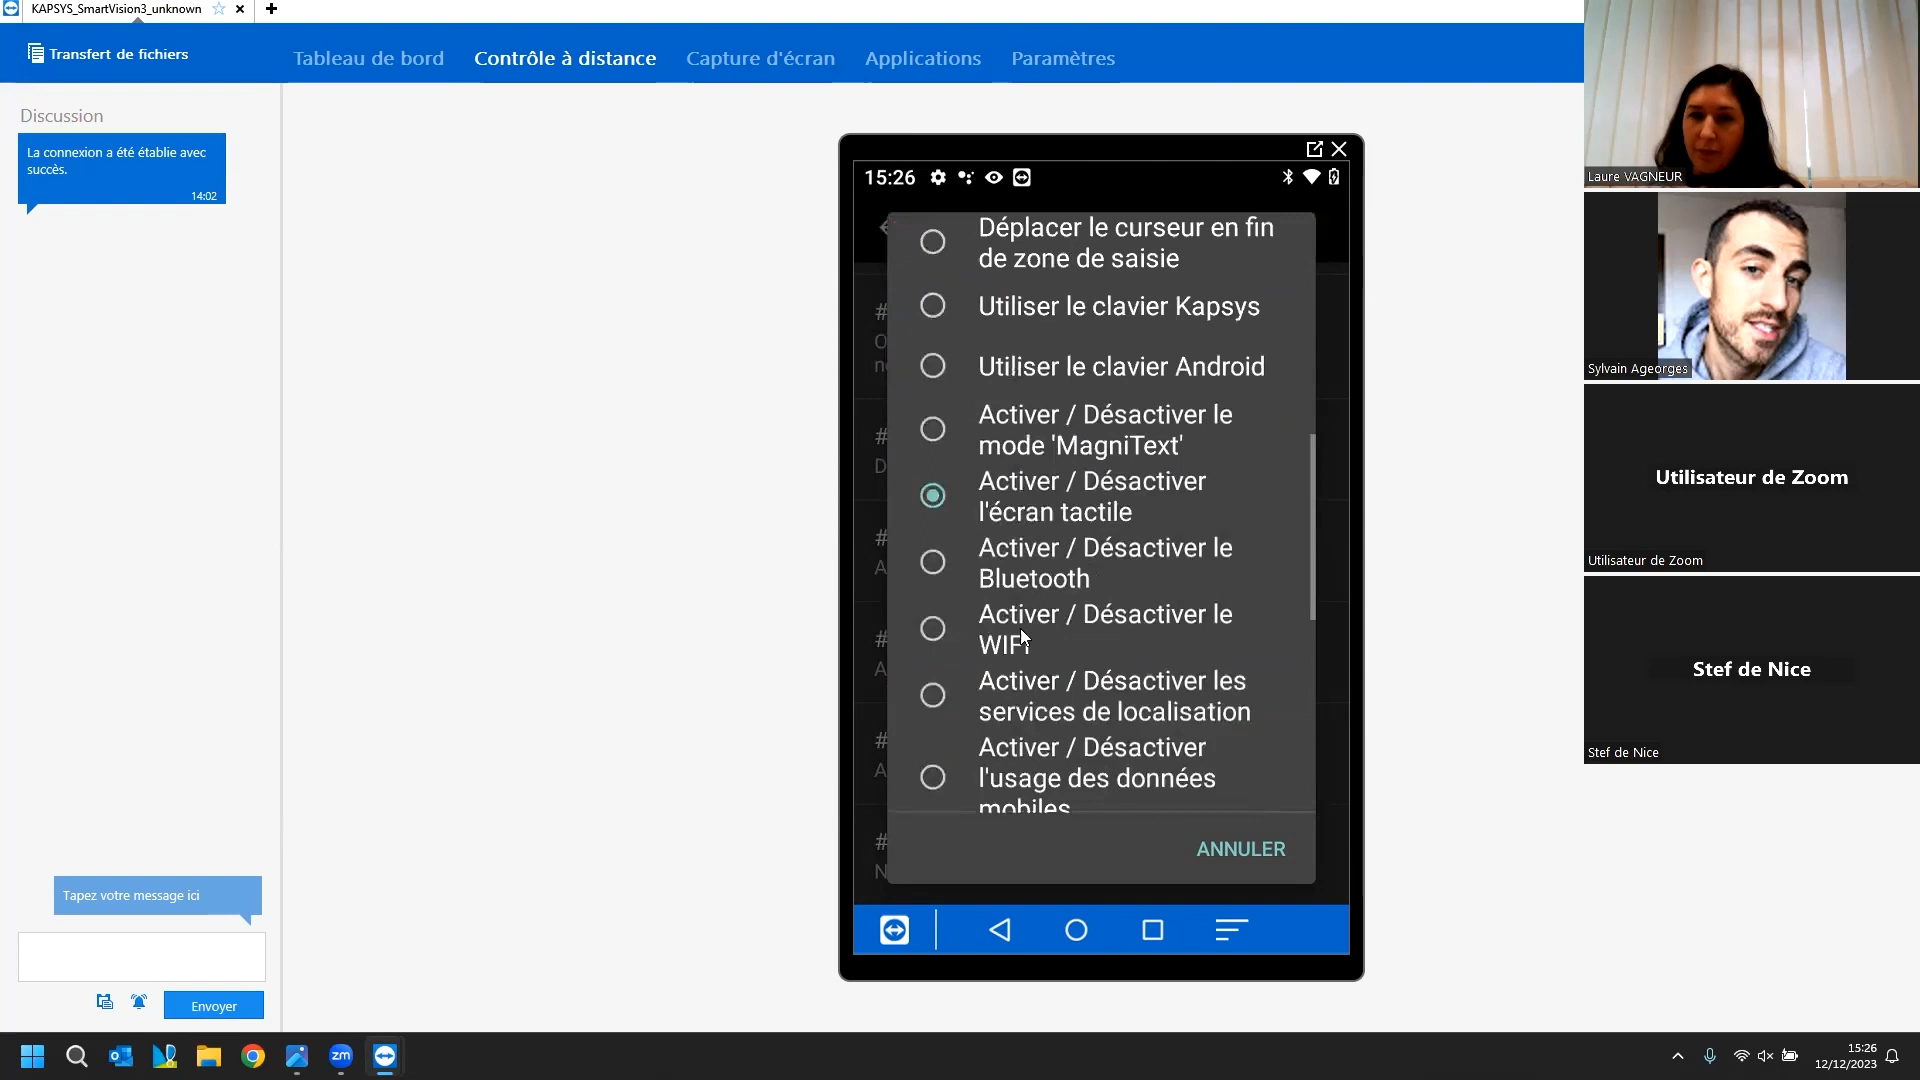 KAPSYS_SmartVision3_unknown
Transfert de fichiers
Tableau de bord
Contrôle à distance
Capture d'écran
Applications
Paramètres
Discussion
La connexion a été établie avec
succès.
14:02
Tapez votre message ici
Envoyer
15:26
Déplacer le curseur en fin
de zone de saisie
Utiliser le clavier Kapsys
Utiliser le clavier Android
Activer / Désactiver le
mode 'MagniText'
Activer / Désactiver
l'écran tactile
Activer / Désactiver le
Bluetooth
Activer / Désactiver le
WIFI
Activer / Désactiver les
services de localisation
Activer / Désactiver
l'usage des données
mobiles
ANNULER
#
O
#
D
#
A
#
A
#
A
#
N
Laure VAGNEUR
Sylvain Ageorges
Utilisateur de Zoom
Utilisateur de Zoom
Stef de Nice
Stef de Nice
zm
15:26
12/12/2023